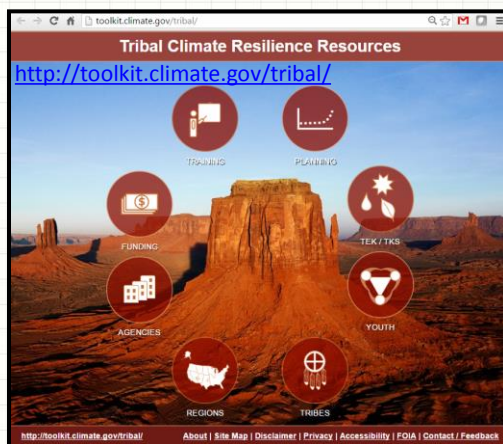 toolkit.climate.gov/tribal/
Tribal Climate Resilience Resources
http://toolkit.climate.gov/tribal/
TRAINING
PLANNING
FUNDING
TEK / TKS
AGENCIES
YOUTH
REGIONS
TRIBES
http://toolkit.climate.gov/tribal/ About | Site Map | Disclaimer | Privacy | Accessibility | FOIA | Contact / Feedback